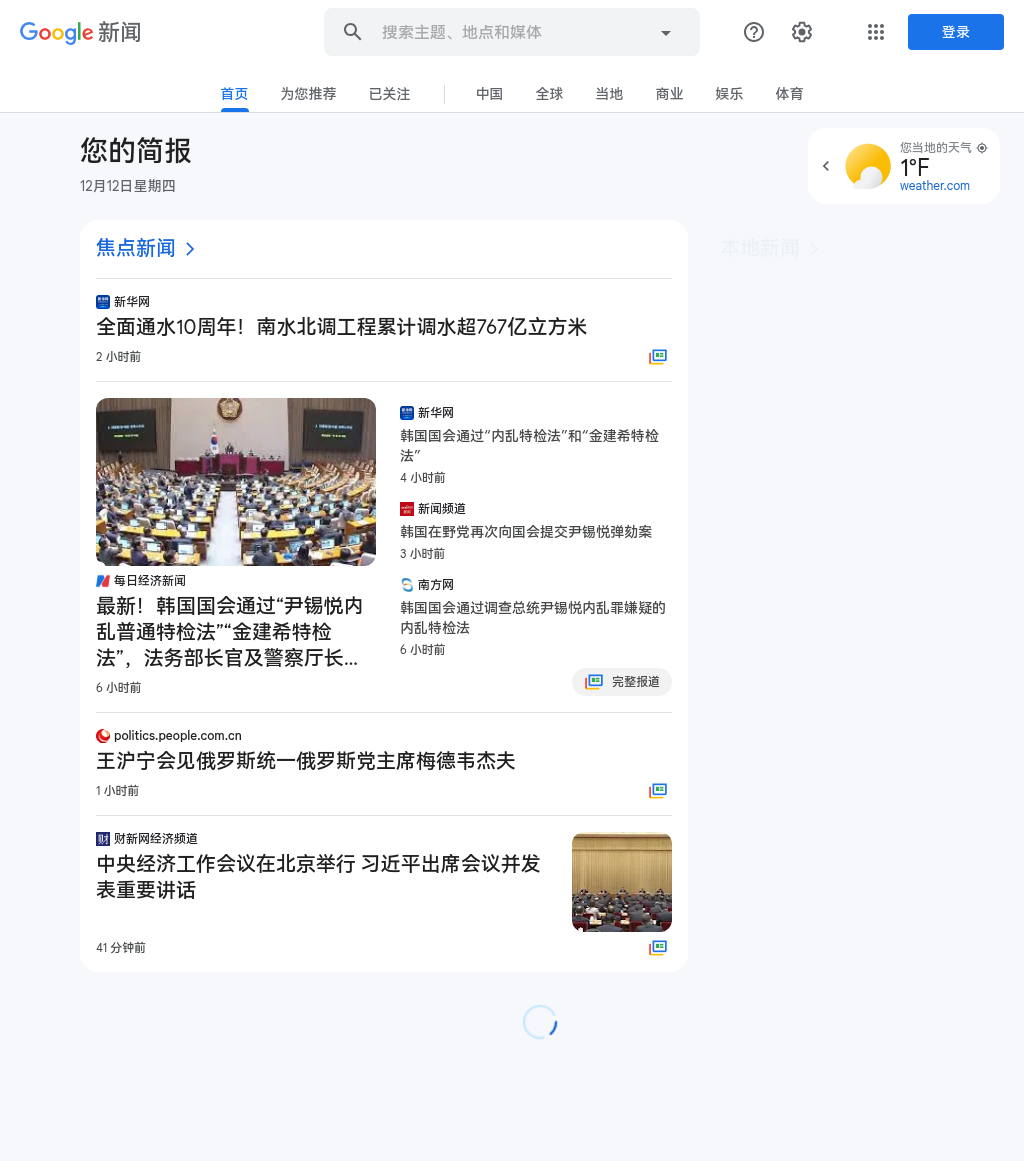 Google 新闻
搜索主题、地点和媒体
登录
首页
为您推荐
已关注
中国
全球
当地
商业
娱乐
体育
您的简报
12月12日星期四
您当地的天气
1°F
weather.com
焦点新闻
本地新闻
新华网
全面通水10周年！南水北调工程累计调水超767亿立方米
2 小时前
每日经济新闻
最新！韩国国会通过“尹锡悦内
乱普通特检法”“金建希特检
法”，法务部长官及警察厅长...
6 小时前
新华网
韩国国会通过“内乱特检法”和“金建希特检
法”
4 小时前
新闻频道
韩国在野党再次向国会提交尹锡悦弹劾案
3 小时前
南方网
韩国国会通过调查总统尹锡悦内乱罪嫌疑的
内乱特检法
6 小时前
完整报道
politics.people.com.cn
王沪宁会见俄罗斯统一俄罗斯党主席梅德韦杰夫
1 小时前
财
财新网经济频道
中央经济工作会议在北京举行 习近平出席会议并发
表重要讲话
41 分钟前